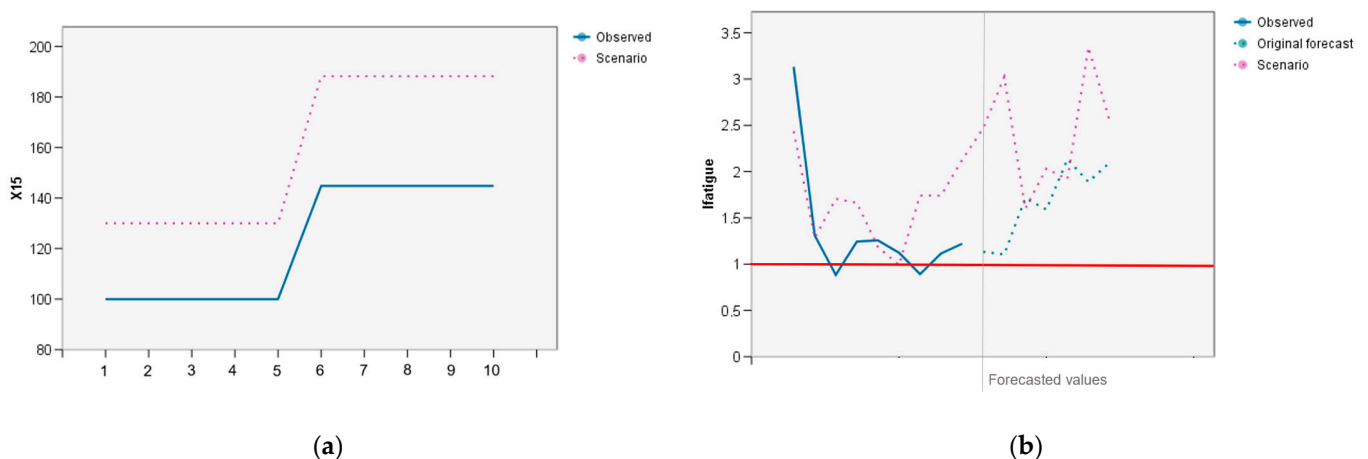 200
180
160
140
120
100
80
X15
1 2 3 4 5 6 7 8 9 10
Observed
Scenario
(a)
3.5
3
2.5
2
1.5
1
0.5
0
Ifatigue
Forecasted values
Observed
Original forecast
Scenario
(b)